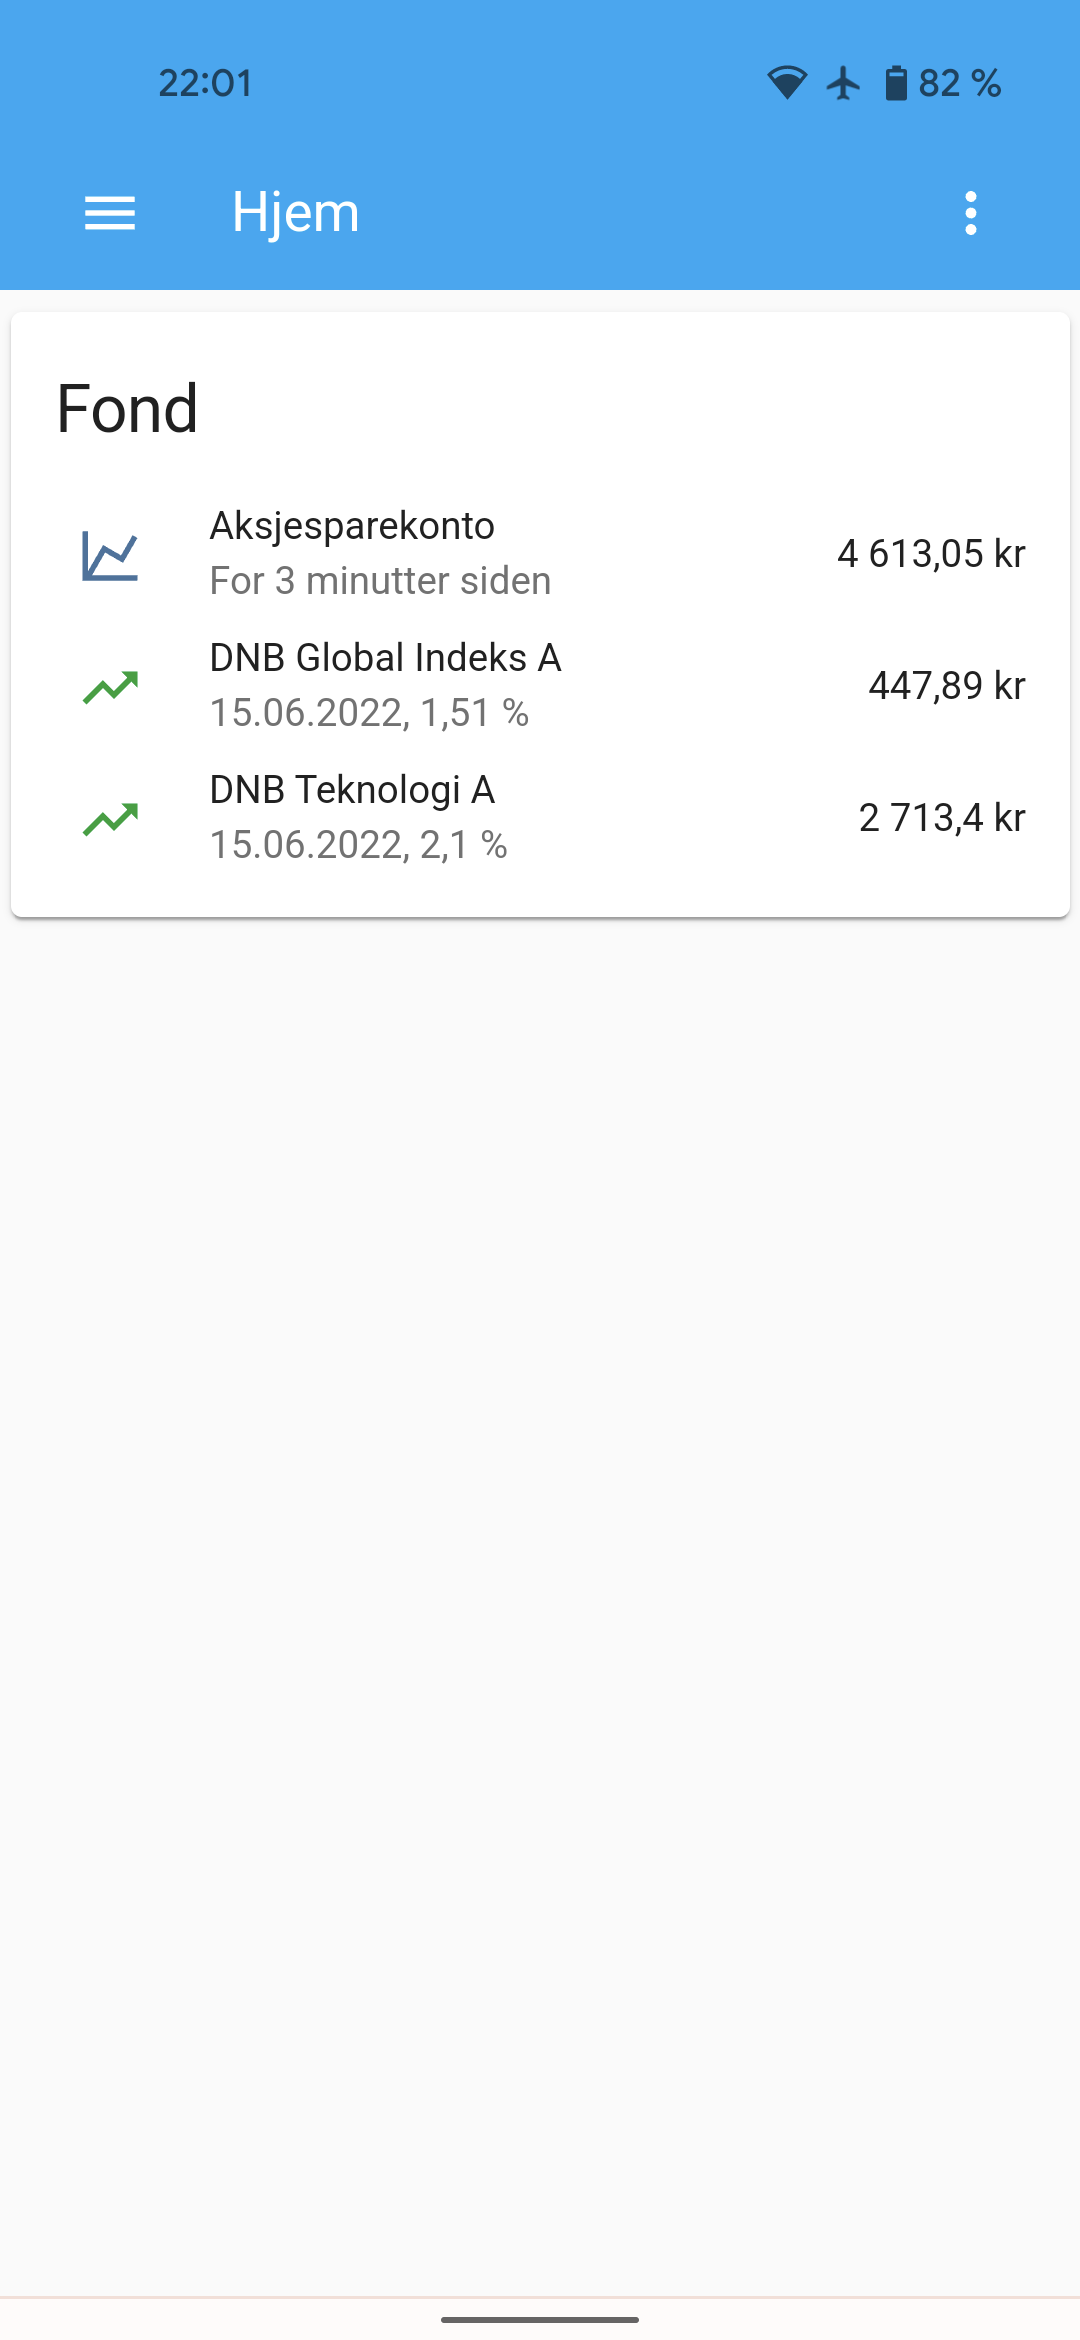 22:01
82 %
Hjem
Fond
Aksjesparekonto
For 3 minutter siden
4 613,05 kr
DNB Global Indeks A
15.06.2022, 1,51 %
447,89 kr
DNB Teknologi A
15.06.2022, 2,1 %
2 713,4 kr